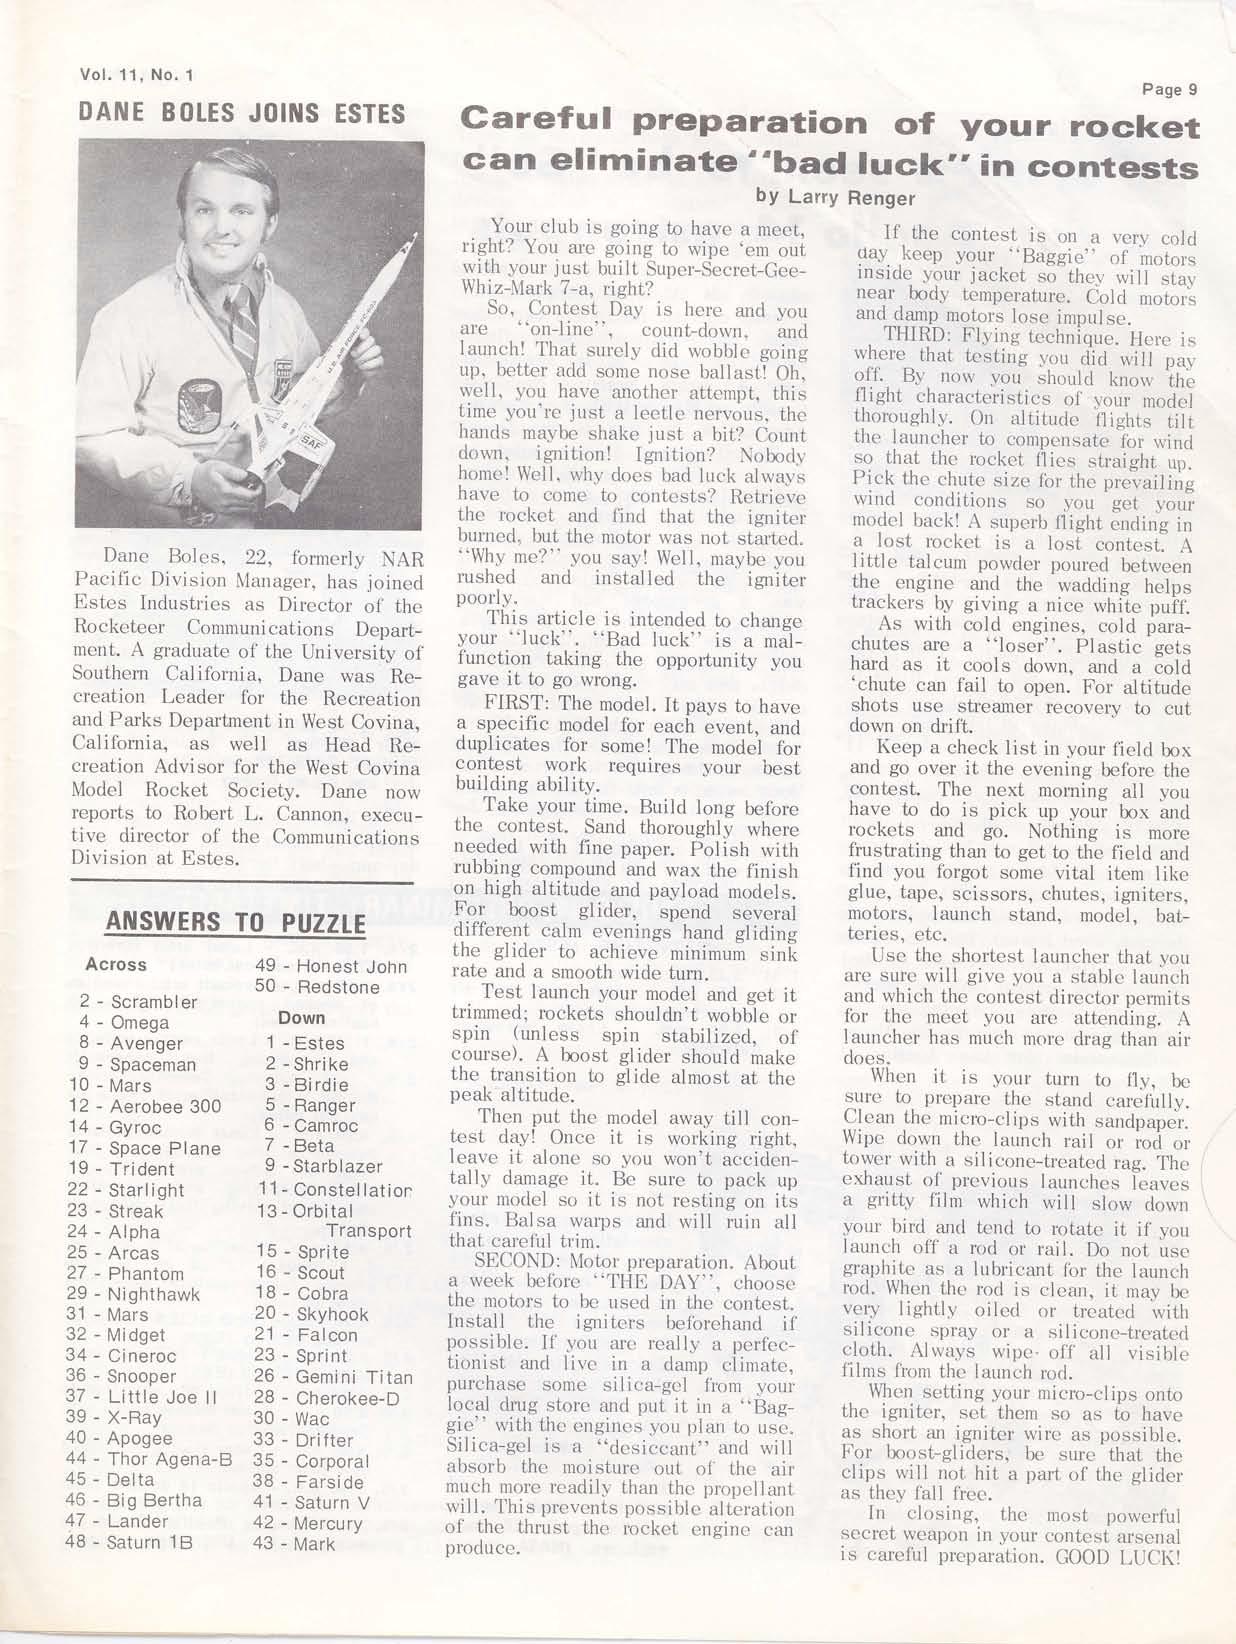 Vol. 11, No. 1
Page 9
DANE BOLES JOINS ESTES
U.S. AIR FORCE FC-001
USAF
Dane Boles, 22, formerly NAR
Pacific Division Manager, has joined
Estes Industries as Director of the
Rocketeer Communications Depart-
ment. A graduate of the University of
Southern California, Dane was Re-
creation Leader for the Recreation
and Parks Department in West Covina,
California, as well as Head Re-
creation Advisor for the West Covina
Model Rocket Society. Dane now
reports to Robert L. Cannon, execu-
tive director of the Communications
Division at Estes.
ANSWERS TO PUZZLE
Across
2 - Scrambler
4 - Omega
8 - Avenger
9 - Spaceman
10 - Mars
12 - Aerobee 300
14 - Gyroc
17 - Space Plane
19 - Trident
22 - Starlight
23 - Streak
24 - Alpha
25 - Arcas
27 - Phantom
29 - Nighthawk
31 - Mars
32 - Midget
34 - Cineroc
36 - Snooper
37 - Little Joe II
39 - X-Ray
40 - Apogee
44 - Thor Agena-B
45 - Delta
46 - Big Bertha
47 - Lander
48 - Saturn 1B
49 - Honest John
50 - Redstone
Down
1 - Estes
2 - Shrike
3 - Birdie
5 - Ranger
6 - Camroc
7 - Beta
9 - Starblazer
11 - Constellation
13 - Orbital
Transport
15 - Sprite
16 - Scout
18 - Cobra
20 - Skyhook
21 - Falcon
23 - Sprint
26 - Gemini Titan
28 - Cherokee-D
30 - Wac
33 - Drifter
35 - Corporal
38 - Farside
41 - Saturn V
42 - Mercury
43 - Mark
Careful preparation of your rocket
can eliminate "bad luck" in contests
by Larry Renger
Your club is going to have a meet,
right? You are going to wipe 'em out
with your just built Super-Secret-Gee-
Whiz-Mark 7-a, right?
So, Contest Day is here and you
are "on-line", count-down, and
launch! That surely did wobble going
up, better add some nose ballast! Oh,
well, you have another attempt, this
time you're just a leetle nervous, the
hands maybe shake just a bit? Count
down, ignition! Ignition? Nobody
home! Well, why does bad luck always
have to come to contests? Retrieve
the rocket and find that the igniter
burned, but the motor was not started.
"Why me?" you say! Well, maybe you
rushed and installed the igniter
poorly.
This article is intended to change
your "luck". "Bad luck" is a mal-
function taking the opportunity you
gave it to go wrong.
FIRST: The model. It pays to have
a specific model for each event, and
duplicates for some! The model for
contest work requires your best
building ability.
Take your time. Build long before
the contest. Sand thoroughly where
needed with fine paper. Polish with
rubbing compound and wax the finish
on high altitude and payload models.
For boost glider, spend several
different calm evenings hand gliding
the glider to achieve minimum sink
rate and a smooth wide turn.
Test launch your model and get it
trimmed; rockets shouldn't wobble or
spin (unless spin stabilized, of
course). A boost glider should make
the transition to glide almost at the
peak altitude.
Then put the model away till con-
test day! Once it is working right,
leave it alone so you won't acciden-
tally damage it. Be sure to pack up
your model so it is not resting on its
fins. Balsa warps and will ruin all
that careful trim.
SECOND: Motor preparation. About
a week before "THE DAY", choose
the motors to be used in the contest.
Install the igniters beforehand if
possible. If you are really a perfec-
tionist and live in a damp climate,
purchase some silica-gel from your
local drug store and put it in a "Bag-
gie" with the engines you plan to use.
Silica-gel is a "desiccant" and will
absorb the moisture out of the air
much more readily than the propellant
will. This prevents possible alteration
of the thrust the rocket engine can
produce.
If the contest is on a very cold
day keep your "Baggie" of motors
inside your jacket so they will stay
near body temperature. Cold motors
and damp motors lose impulse.
THIRD: Flying technique. Here is
where that testing you did will pay
off. By now you should know the
flight characteristics of your model
thoroughly. On altitude flights tilt
the launcher to compensate for wind
so that the rocket flies straight up.
Pick the chute size for the prevailing
wind conditions so you get your
model back! A superb flight ending in
a lost rocket is a lost contest. A
little talcum powder poured between
the engine and the wadding helps
trackers by giving a nice white puff.
As with cold engines, cold para-
chutes are a "loser". Plastic gets
hard as it cools down, and a cold
'chute can fail to open. For altitude
shots use streamer recovery to cut
down on drift.
Keep a check list in your field box
and go over it the evening before the
contest. The next morning all you
have to do is pick up your box and
rockets and go. Nothing is more
frustrating than to get to the field and
find you forgot some vital item like
glue, tape, scissors, chutes, igniters,
motors, launch stand, model, bat-
teries, etc.
Use the shortest launcher that you
are sure will give you a stable launch
and which the contest director permits
for the meet you are attending. A
launcher has much more drag than air
does.
When it is your turn to fly, be
sure to prepare the stand carefully.
Clean the micro-clips with sandpaper.
Wipe down the launch rail or rod or
tower with a silicone-treated rag. The
exhaust of previous launches leaves
a gritty film which will slow down
your bird and tend to rotate it if you
launch off a rod or rail. Do not use
graphite as a lubricant for the launch
rod. When the rod is clean, it may be
very lightly oiled or treated with
silicone spray or a silicone-treated
cloth. Always wipe off all visible
films from the launch rod.
When setting your micro-clips onto
the igniter, set them so as to have
as short an igniter wire as possible.
For boost-gliders, be sure that the
clips will not hit a part of the glider
as they fall free.
In closing, the most powerful
secret weapon in your contest arsenal
is careful preparation. GOOD LUCK!